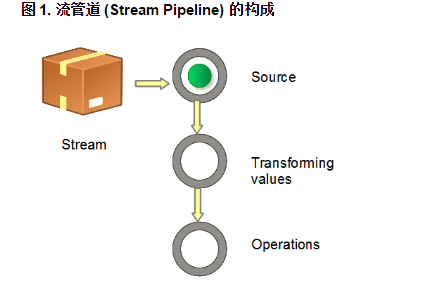 图 1. 流管道 (Stream Pipeline) 的构成
Source
Stream
Transforming
values
Operations